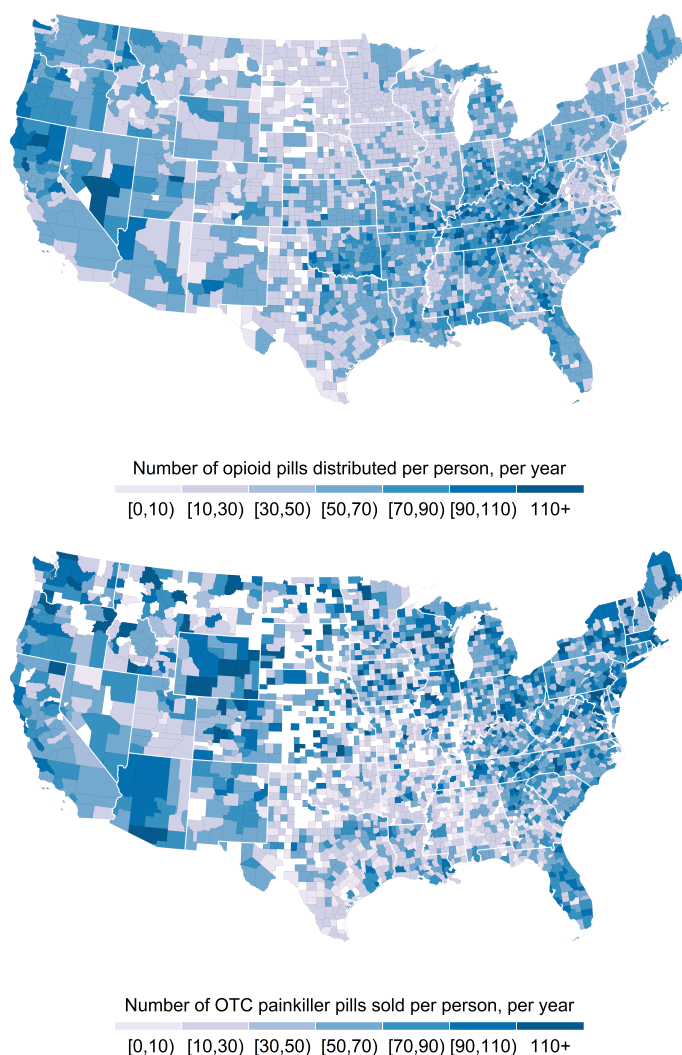 Number of opioid pills distributed per person, per year
[0,10) [10,30) [30,50) [50,70) [70,90) [90,110) 110+
Number of OTC painkiller pills sold per person, per year
[0,10) [10,30) [30,50) [50,70) [70,90) [90,110) 110+